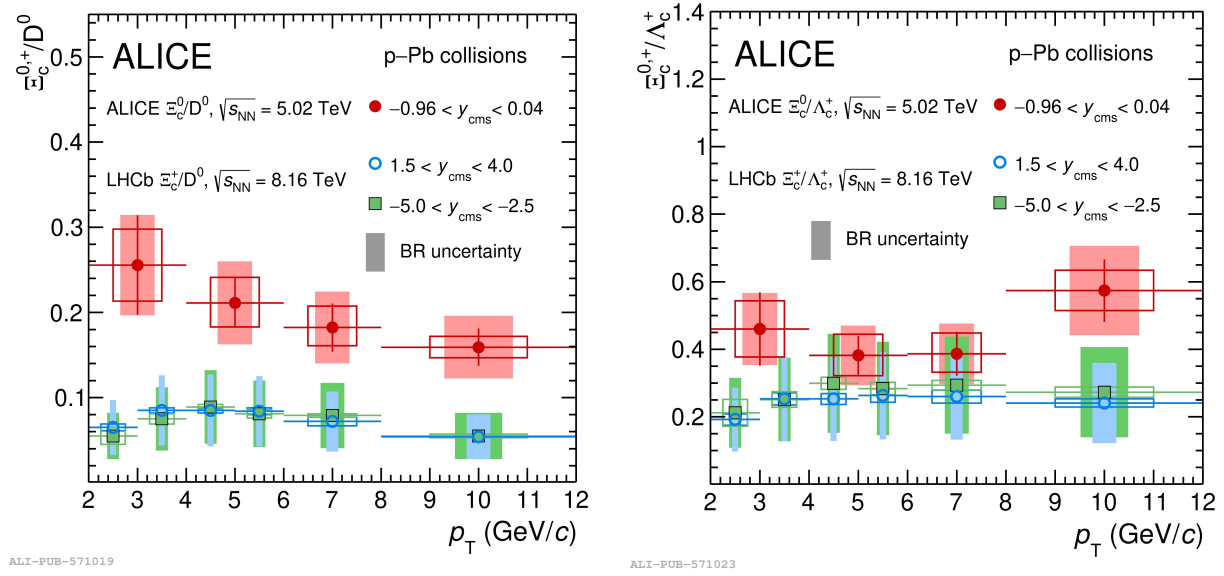 Ξc0,+/D0
ALICE
p−Pb collisions
ALICE Ξc0/D0, √sNN = 5.02 TeV
−0.96 < ycms < 0.04
LHCb Ξc+/D0, √sNN = 8.16 TeV
1.5 < ycms < 4.0
−5.0 < ycms < −2.5
BR uncertainty
0.5
0.4
0.3
0.2
0.1
2 3 4 5 6 7 8 9 10 11 12
pT (GeV/c)
ALI-PUB-571019
Ξc0,+/Λc+
ALICE
p−Pb collisions
ALICE Ξc0/Λc+, √sNN = 5.02 TeV
−0.96 < ycms < 0.04
LHCb Ξc+/Λc+, √sNN = 8.16 TeV
1.5 < ycms < 4.0
−5.0 < ycms < −2.5
BR uncertainty
1.4
1.2
1
0.8
0.6
0.4
0.2
0
2 3 4 5 6 7 8 9 10 11 12
pT (GeV/c)
ALI-PUB-571023